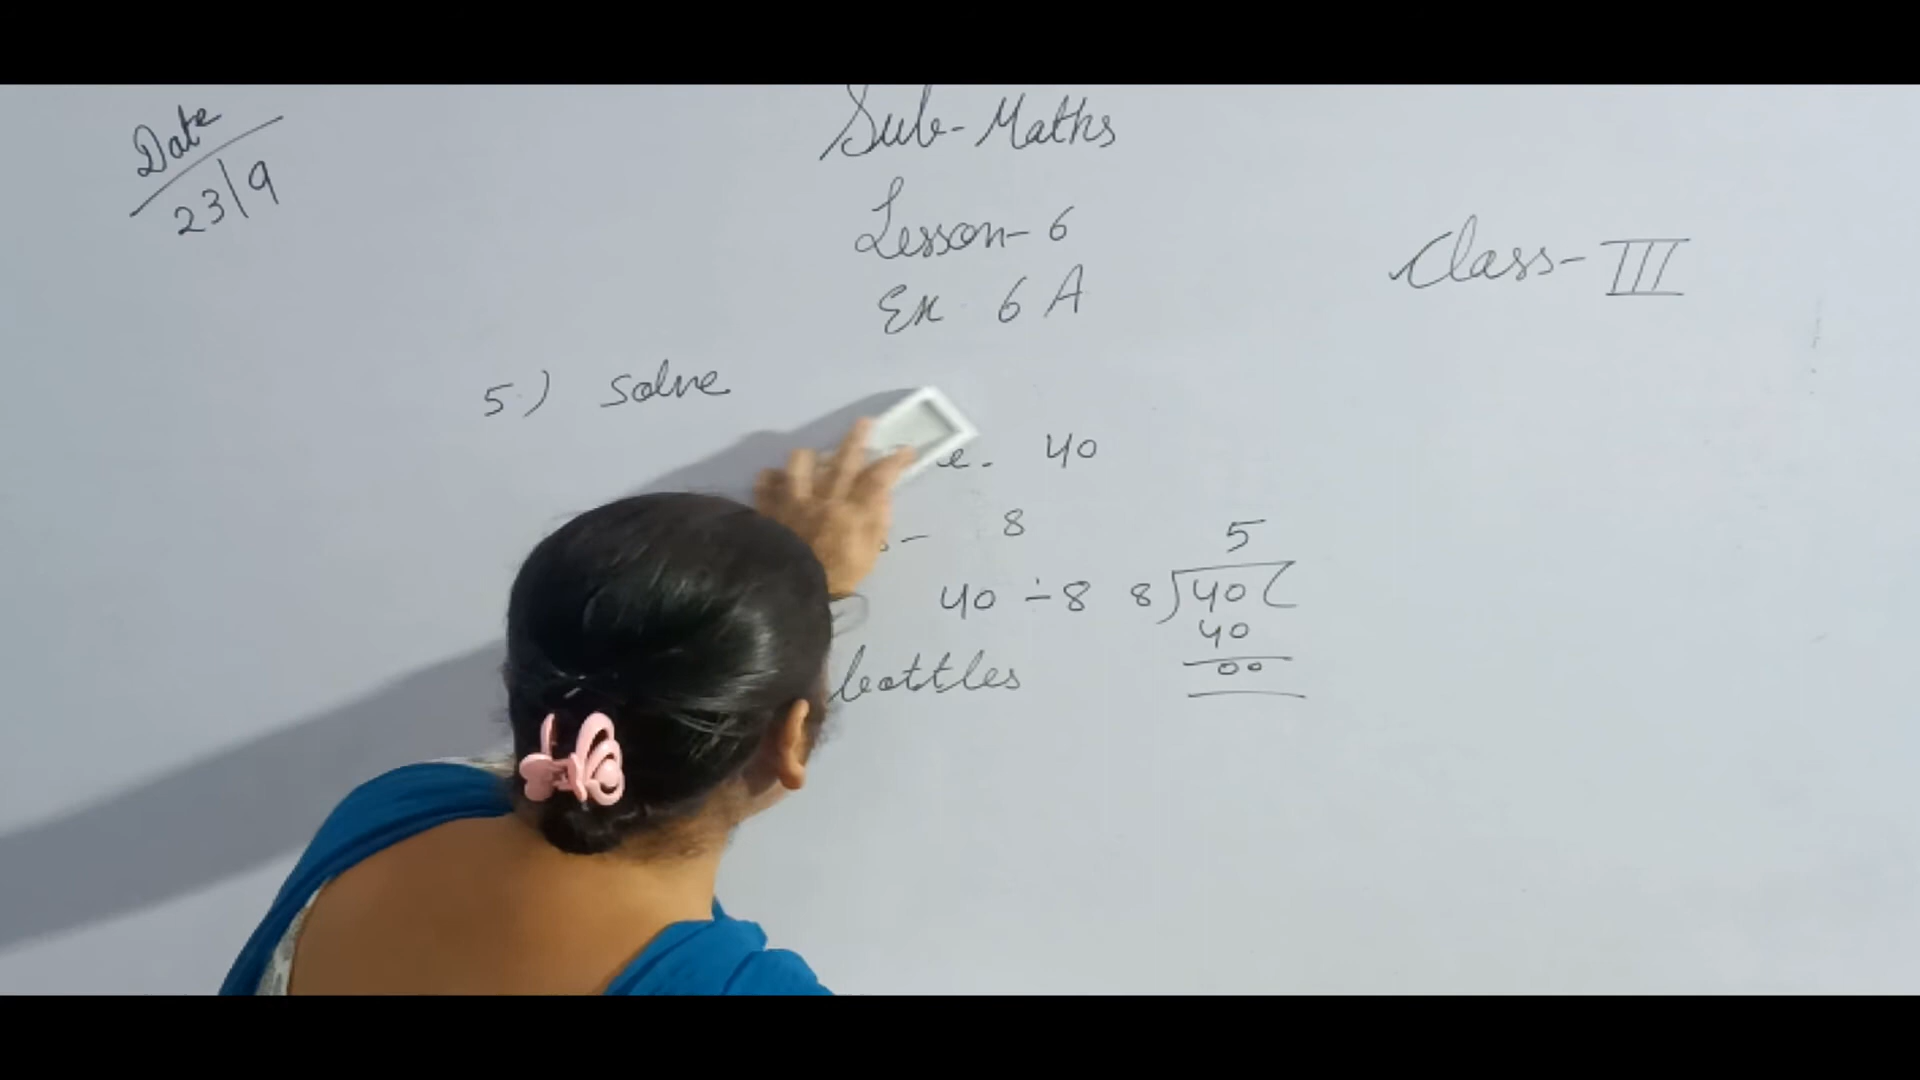 Date
23/9
Sub-Maths
Lesson-6
Ex 6 A
Class-III
5.) Solve
e. 40
s- 8
40 ÷ 8
bottles
5
8)40(
40
00